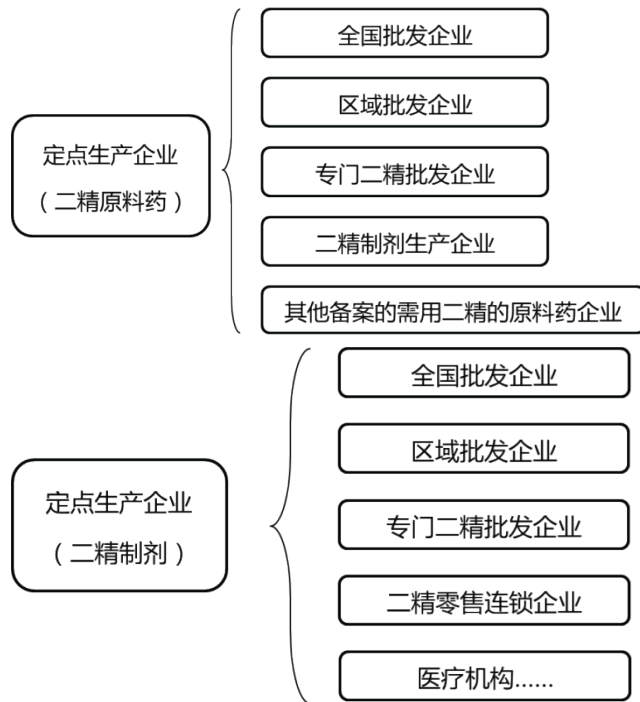 定点生产企业
（二精原料药）
全国批发企业
区域批发企业
专门二精批发企业
二精制剂生产企业
其他备案的需用二精的原料药企业
定点生产企业
（二精制剂）
全国批发企业
区域批发企业
专门二精批发企业
二精零售连锁企业
医疗机构......